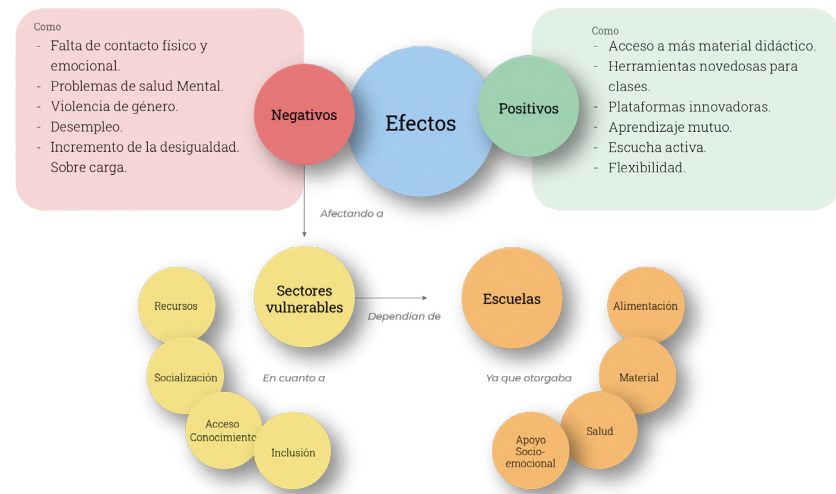 Como
- Falta de contacto físico y
emocional.
- Problemas de salud Mental.
- Violencia de género.
- Desempleo.
- Incremento de la desigualdad.
Sobre carga.
Negativos
Efectos
Positivos
Como
- Acceso a más material didáctico.
- Herramientas novedosas para
clases.
- Plataformas innovadoras.
- Aprendizaje mutuo.
- Escucha activa.
- Flexibilidad.
Afectando a
Sectores
vulnerables
Dependían de
Escuelas
En cuanto a
Recursos
Socialización
Acceso
Conocimiento
Inclusión
Ya que otorgaba
Alimentación
Material
Salud
Apoyo
Socio-
emocional